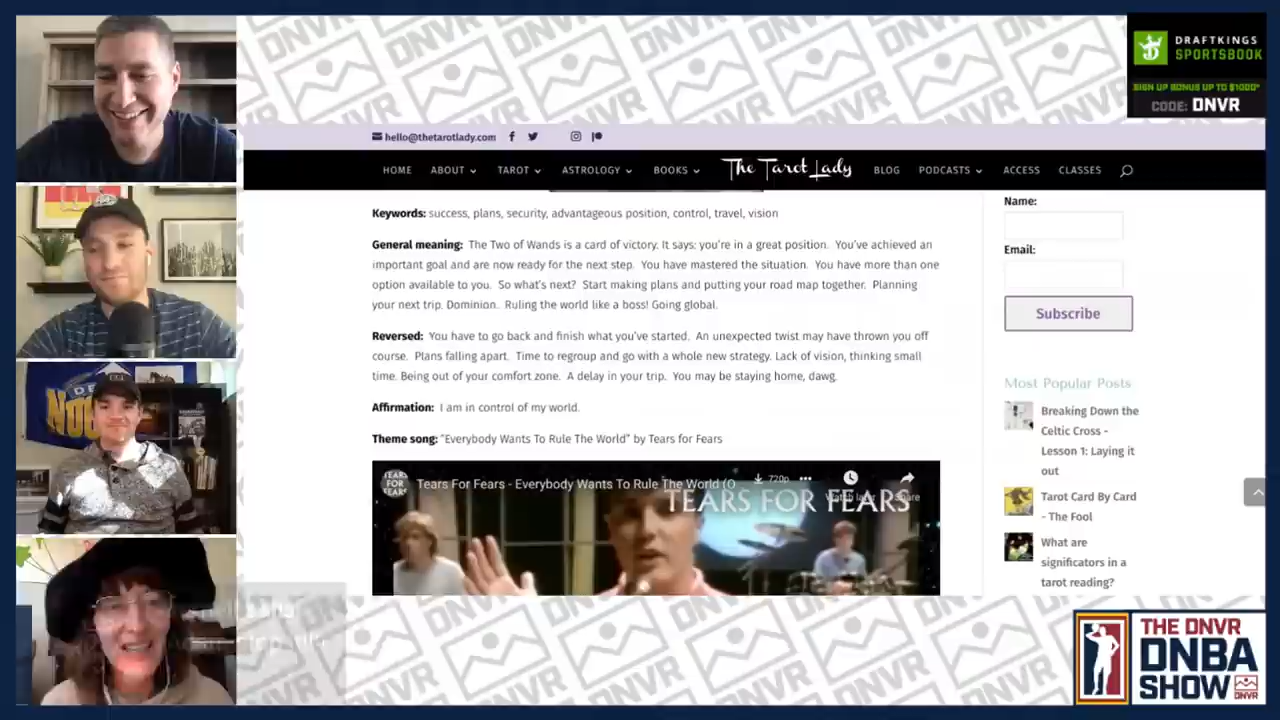 DRAFTKINGS
SPORTSBOOK
SIGN UP BONUS UP TO $1000*
CODE: DNVR
hello@thetarotlady.com
HOME ABOUT TAROT ASTROLOGY BOOKS The Tarot Lady BLOG PODCASTS ACCESS CLASSES
Keywords: success, plans, security, advantageous position, control, travel, vision
General meaning: The Two of Wands is a card of victory. It says: you're in a great position. You've achieved an
important goal and are now ready for the next step. You have mastered the situation. You have more than one
option available to you. So what's next? Start making plans and putting your road map together. Planning
your next trip. Dominion. Ruling the world like a boss! Going global.
Reversed: You have to go back and finish what you've started. An unexpected twist may have thrown you off
course. Plans falling apart. Time to regroup and go with a whole new strategy. Lack of vision, thinking small
time. Being out of your comfort zone. A delay in your trip. You may be staying home, dawg.
Affirmation: I am in control of my world.
Theme song: "Everybody Wants To Rule The World" by Tears for Fears
TEARS
FOR
FEARS
Tears For Fears - Everybody Wants To Rule The World (O
720p
Share
TEARS FOR FEARS
Name:
Email:
Subscribe
Most Popular Posts
Breaking Down the
Celtic Cross -
Lesson 1: Laying it
out
Tarot Card By Card
- The Fool
What are
significators in a
tarot reading?
THE DNVR
DNBA
SHOW
DNVR